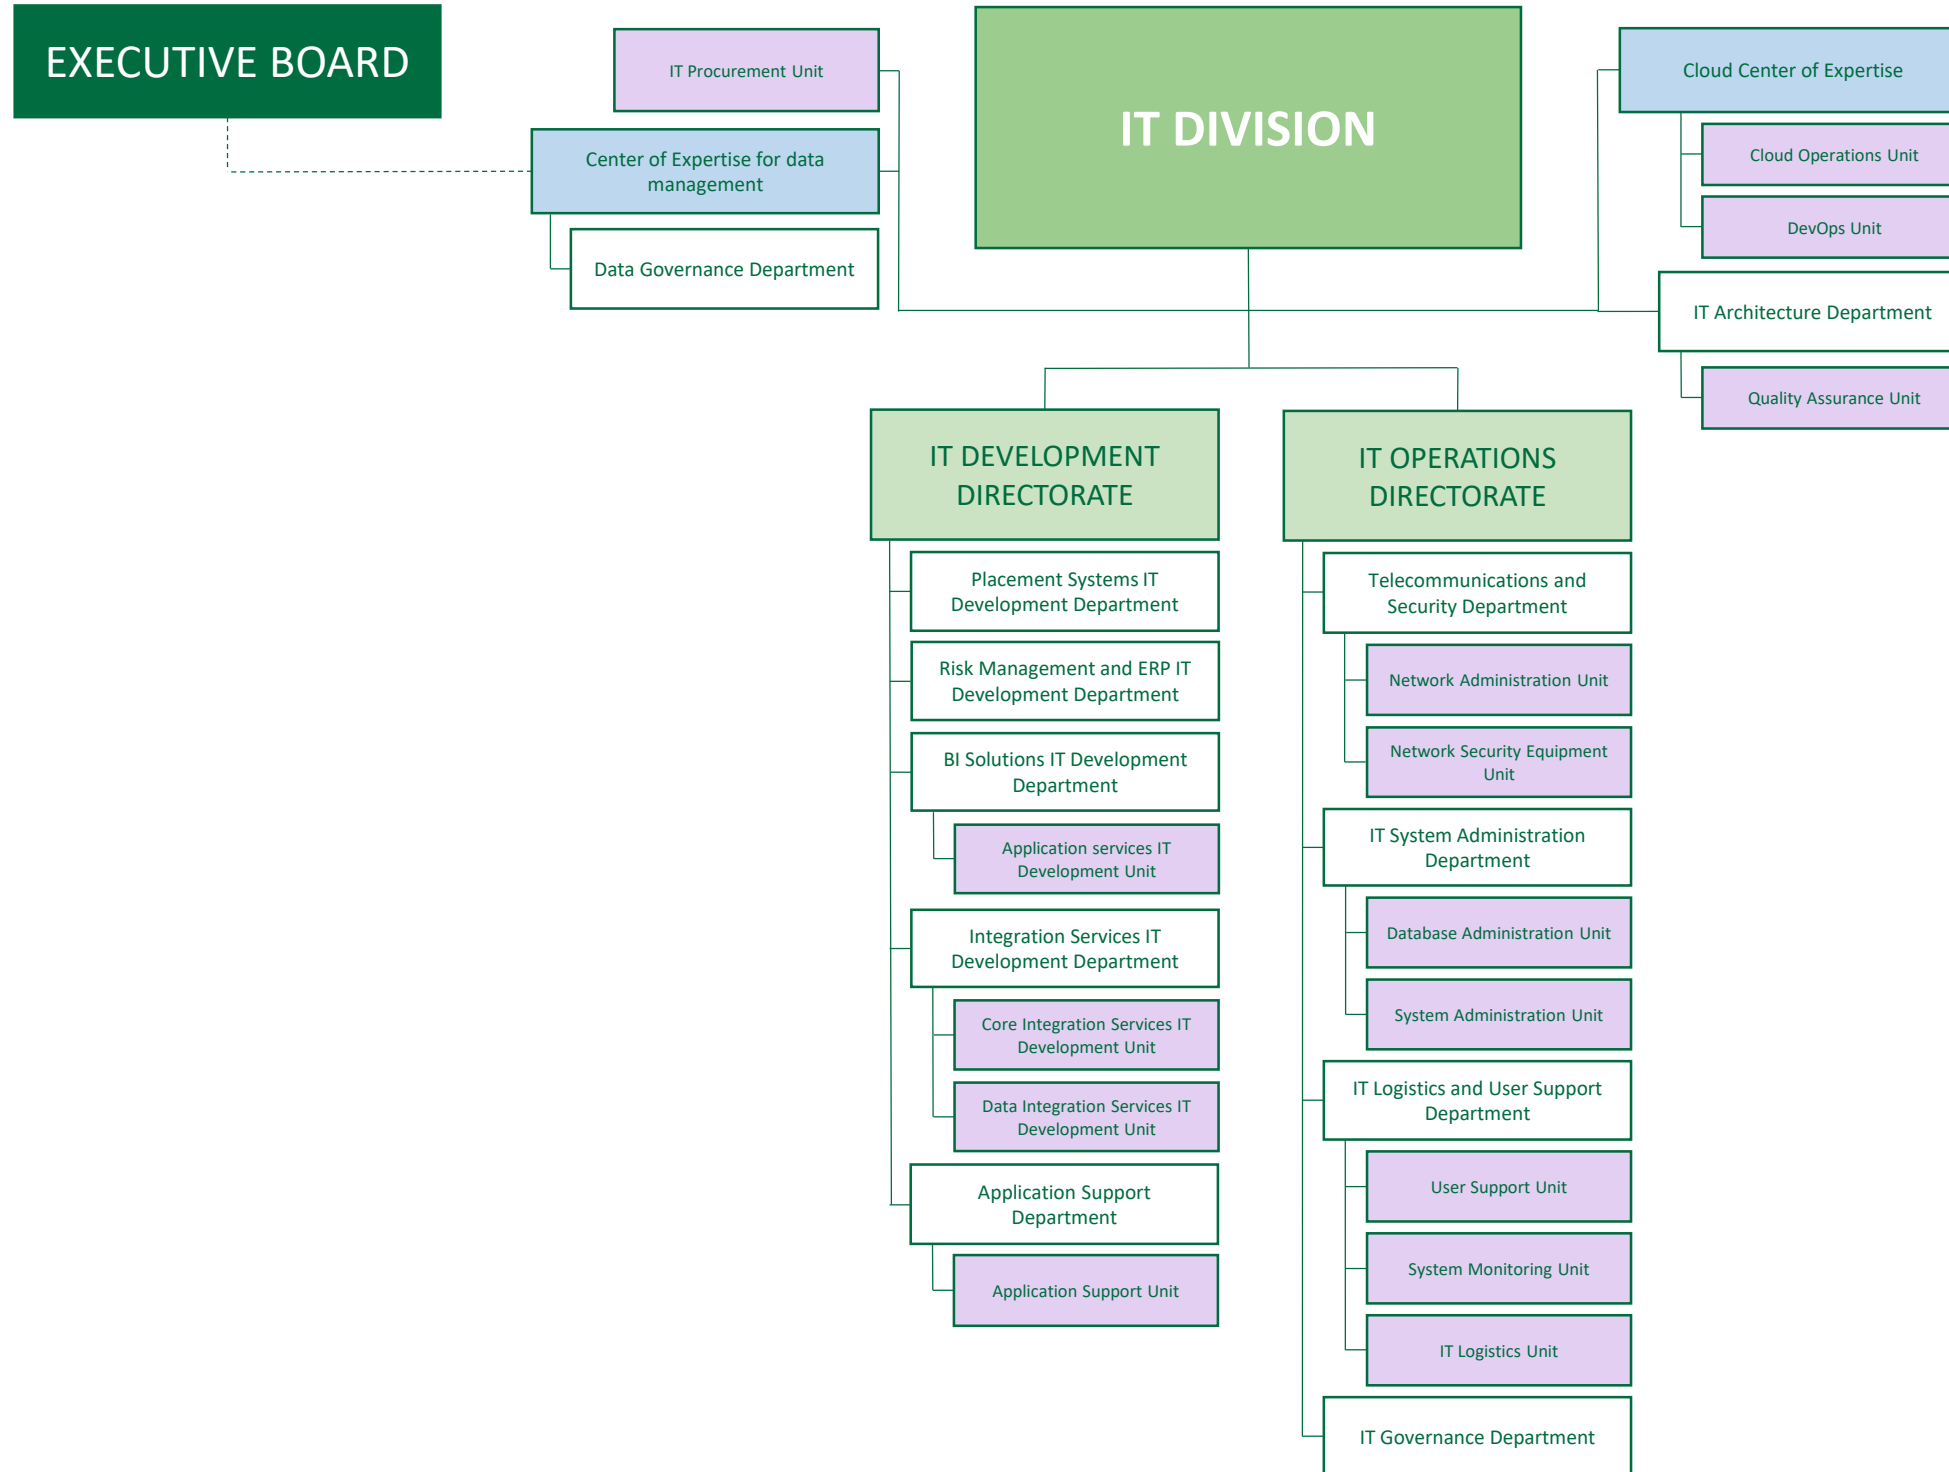 EXECUTIVE BOARD
IT Procurement Unit
Center of Expertise for data
management
Data Governance Department
IT DIVISION
Cloud Center of Expertise
Cloud Operations Unit
DevOps Unit
IT Architecture Department
Quality Assurance Unit
IT DEVELOPMENT
DIRECTORATE
Placement Systems IT
Development Department
Risk Management and ERP IT
Development Department
BI Solutions IT Development
Department
Application services IT
Development Unit
Integration Services IT
Development Department
Core Integration Services IT
Development Unit
Data Integration Services IT
Development Unit
Application Support
Department
Application Support Unit
IT OPERATIONS
DIRECTORATE
Telecommunications and
Security Department
Network Administration Unit
Network Security Equipment
Unit
IT System Administration
Department
Database Administration Unit
System Administration Unit
IT Logistics and User Support
Department
User Support Unit
System Monitoring Unit
IT Logistics Unit
IT Governance Department